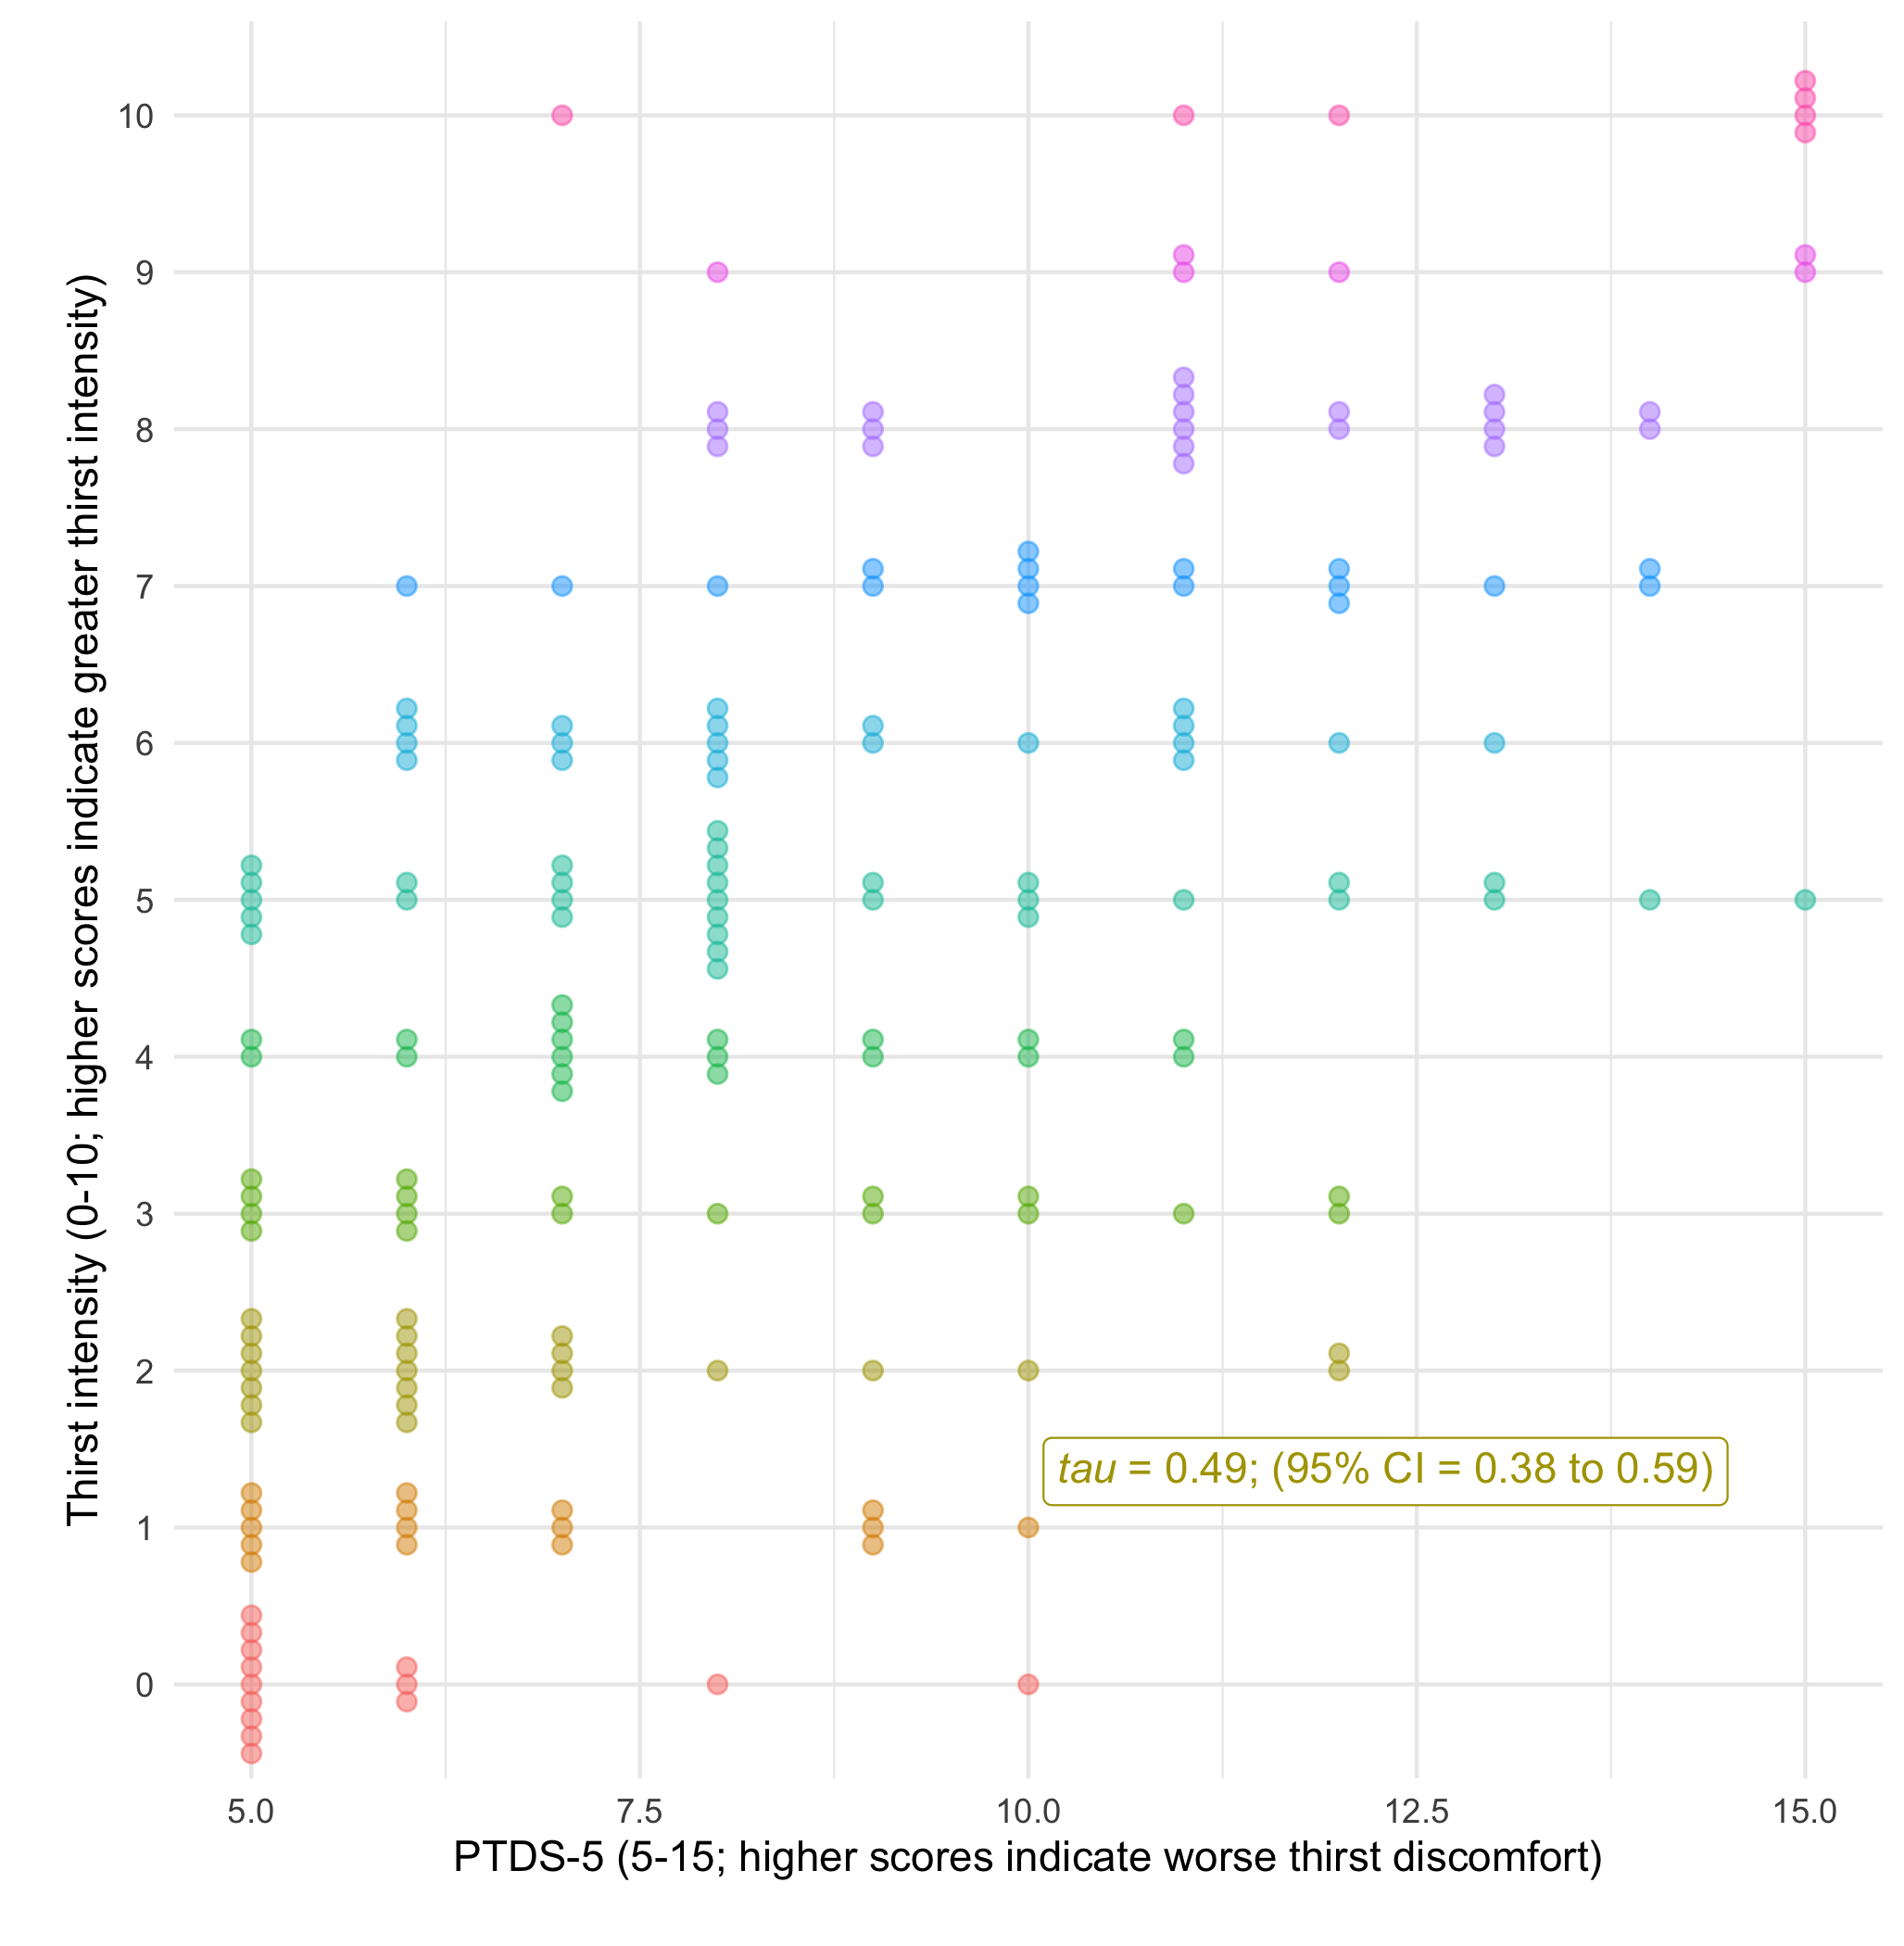 Thirst intensity (0-10; higher scores indicate greater thirst intensity)
10
9
8
7
6
5
4
3
2
1
0
tau = 0.49; (95% CI = 0.38 to 0.59)
5.0 7.5 10.0 12.5 15.0
PTDS-5 (5-15; higher scores indicate worse thirst discomfort)